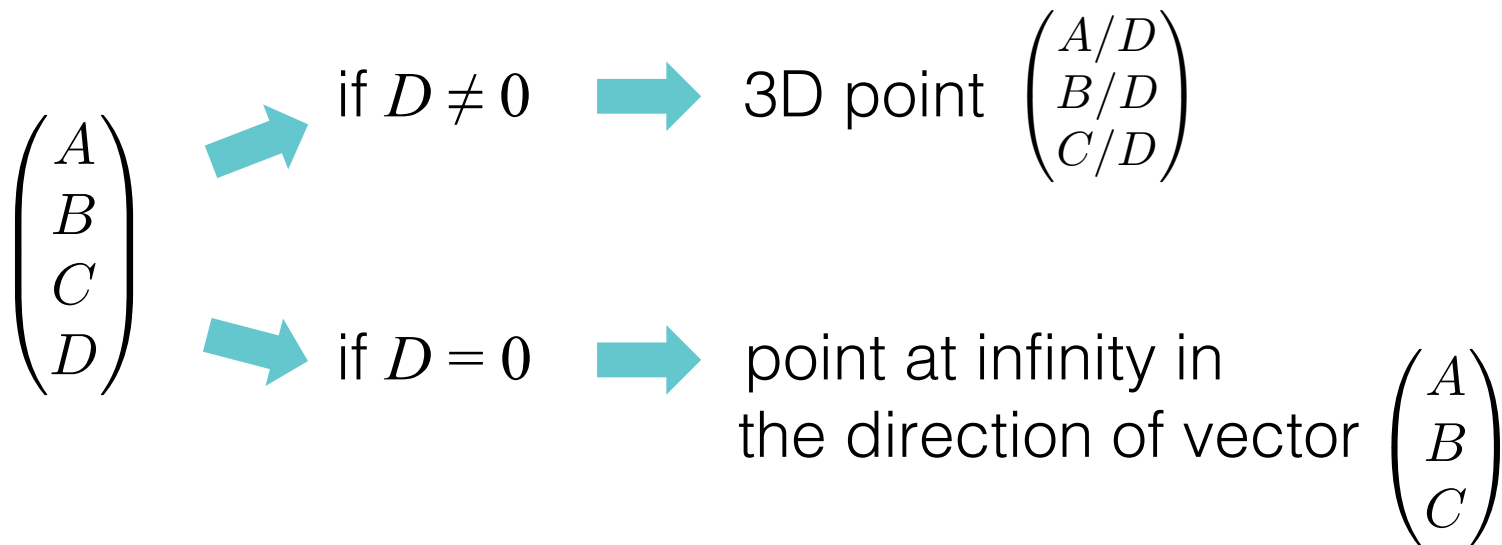 A
B
C
D
if D ≠ 0
3D point
A/D
B/D
C/D
if D = 0
point at infinity in
the direction of vector
A
B
C